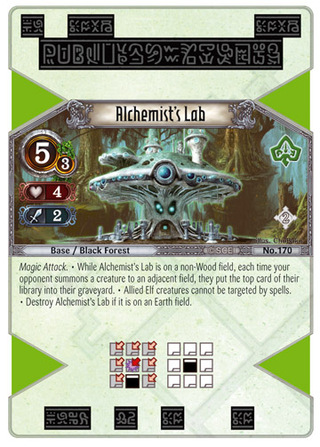 Alchemist's Lab
5
3
4
2
2
Base / Black Forest
No.170
Magic Attack. • While Alchemist's Lab is on a non-Wood field, each time your
opponent summons a creature to an adjacent field, they put the top card of their
library into their graveyard. • Allied Elf creatures cannot be targeted by spells.
• Destroy Alchemist's Lab if it is on an Earth field.